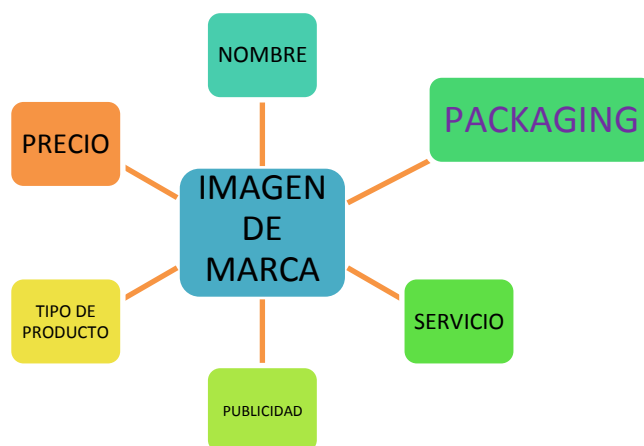 NOMBRE
PACKAGING
PRECIO
IMAGEN
DE
MARCA
TIPO DE
PRODUCTO
SERVICIO
PUBLICIDAD